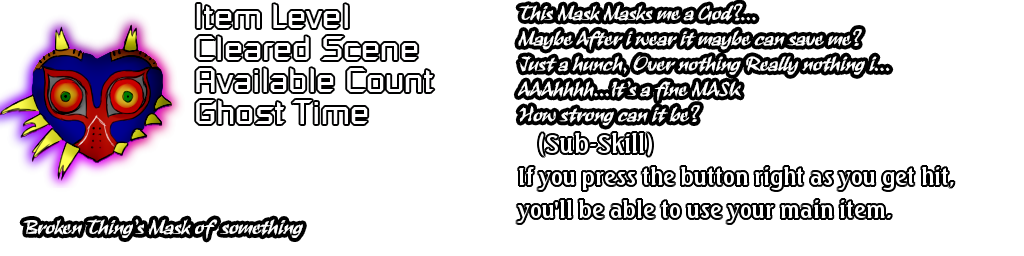 Item Level
Cleared Scene
Available Count
Ghost Time
Broken Thing's Mask of something
This Mask Masks me a God?...
Maybe After i wear it maybe can save me?
Just a hunch, Over nothing Really nothing i...
AAAhhhh...It's a fine MASK
How strong can it be?
(Sub-Skill)
If you press the button right as you get hit,
you'll be able to use your main item.